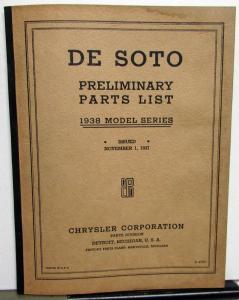 DE SOTO
PRELIMINARY
PARTS LIST
1938 MODEL SERIES
ISSUED
NOVEMBER 1, 1937
CHRYSLER CORPORATION
PARTS DIVISION
DETROIT, MICHIGAN, U. S. A.